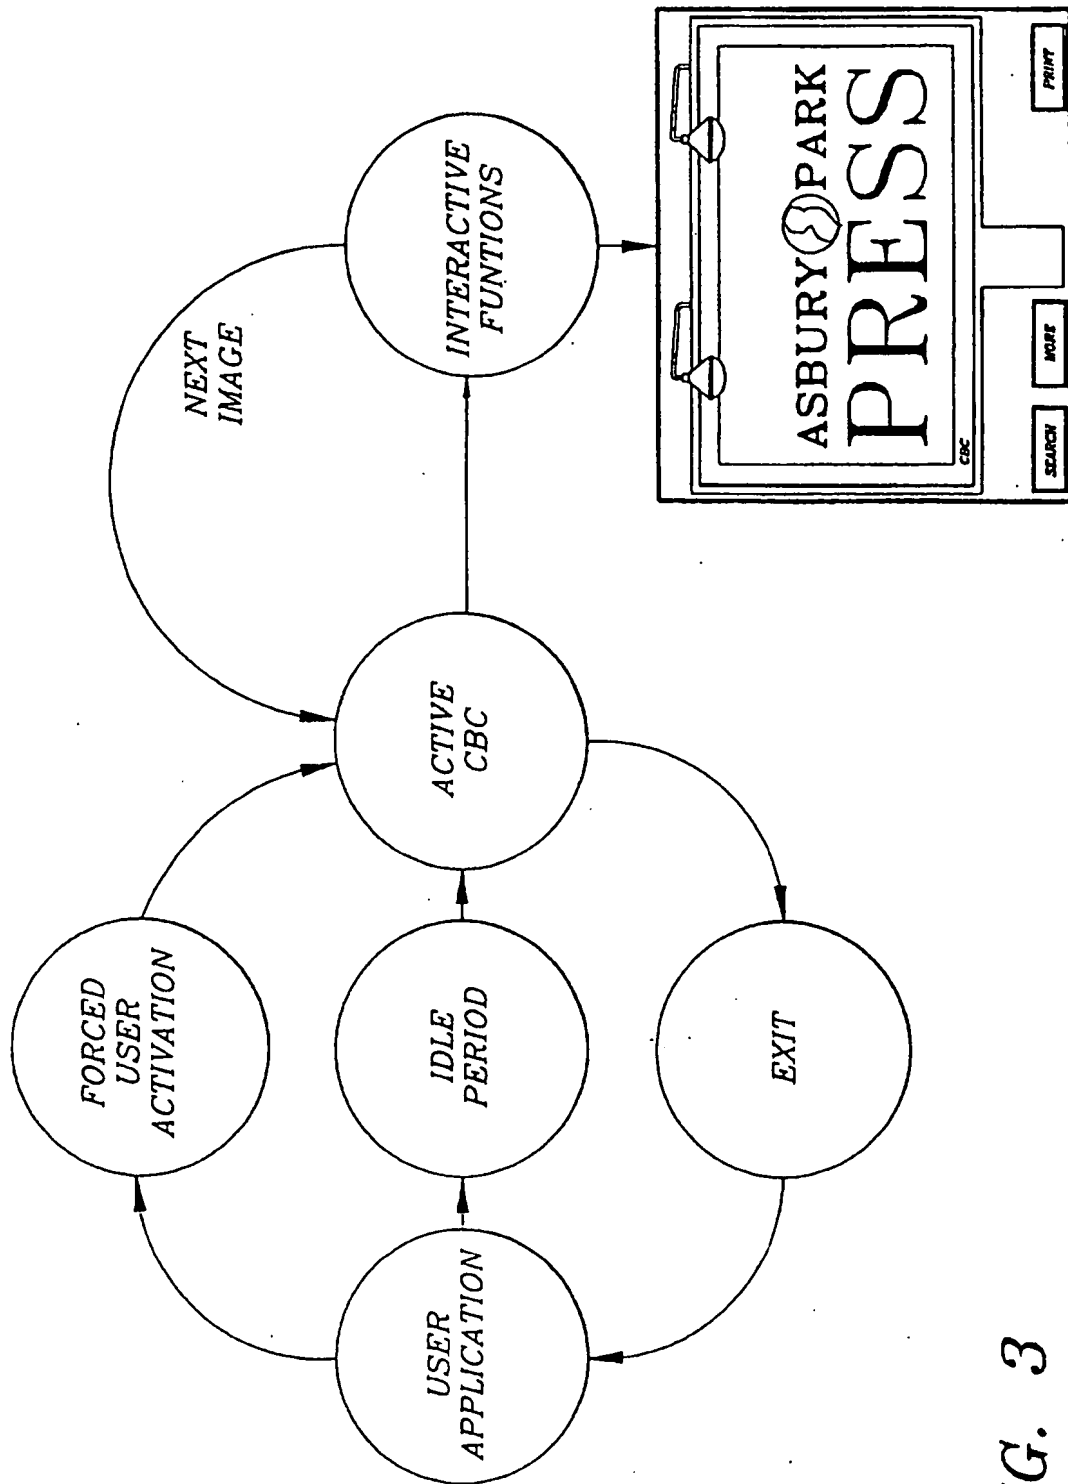 FORCED
USER
ACTIVATION
NEXT
IMAGE
USER
APPLICATION
IDLE
PERIOD
ACTIVE
CBC
INTERACTIVE
FUNTIONS
EXIT
ASBURY PARK
PRESS
CBC
SEARCH
MORE
PRINT
G. 3